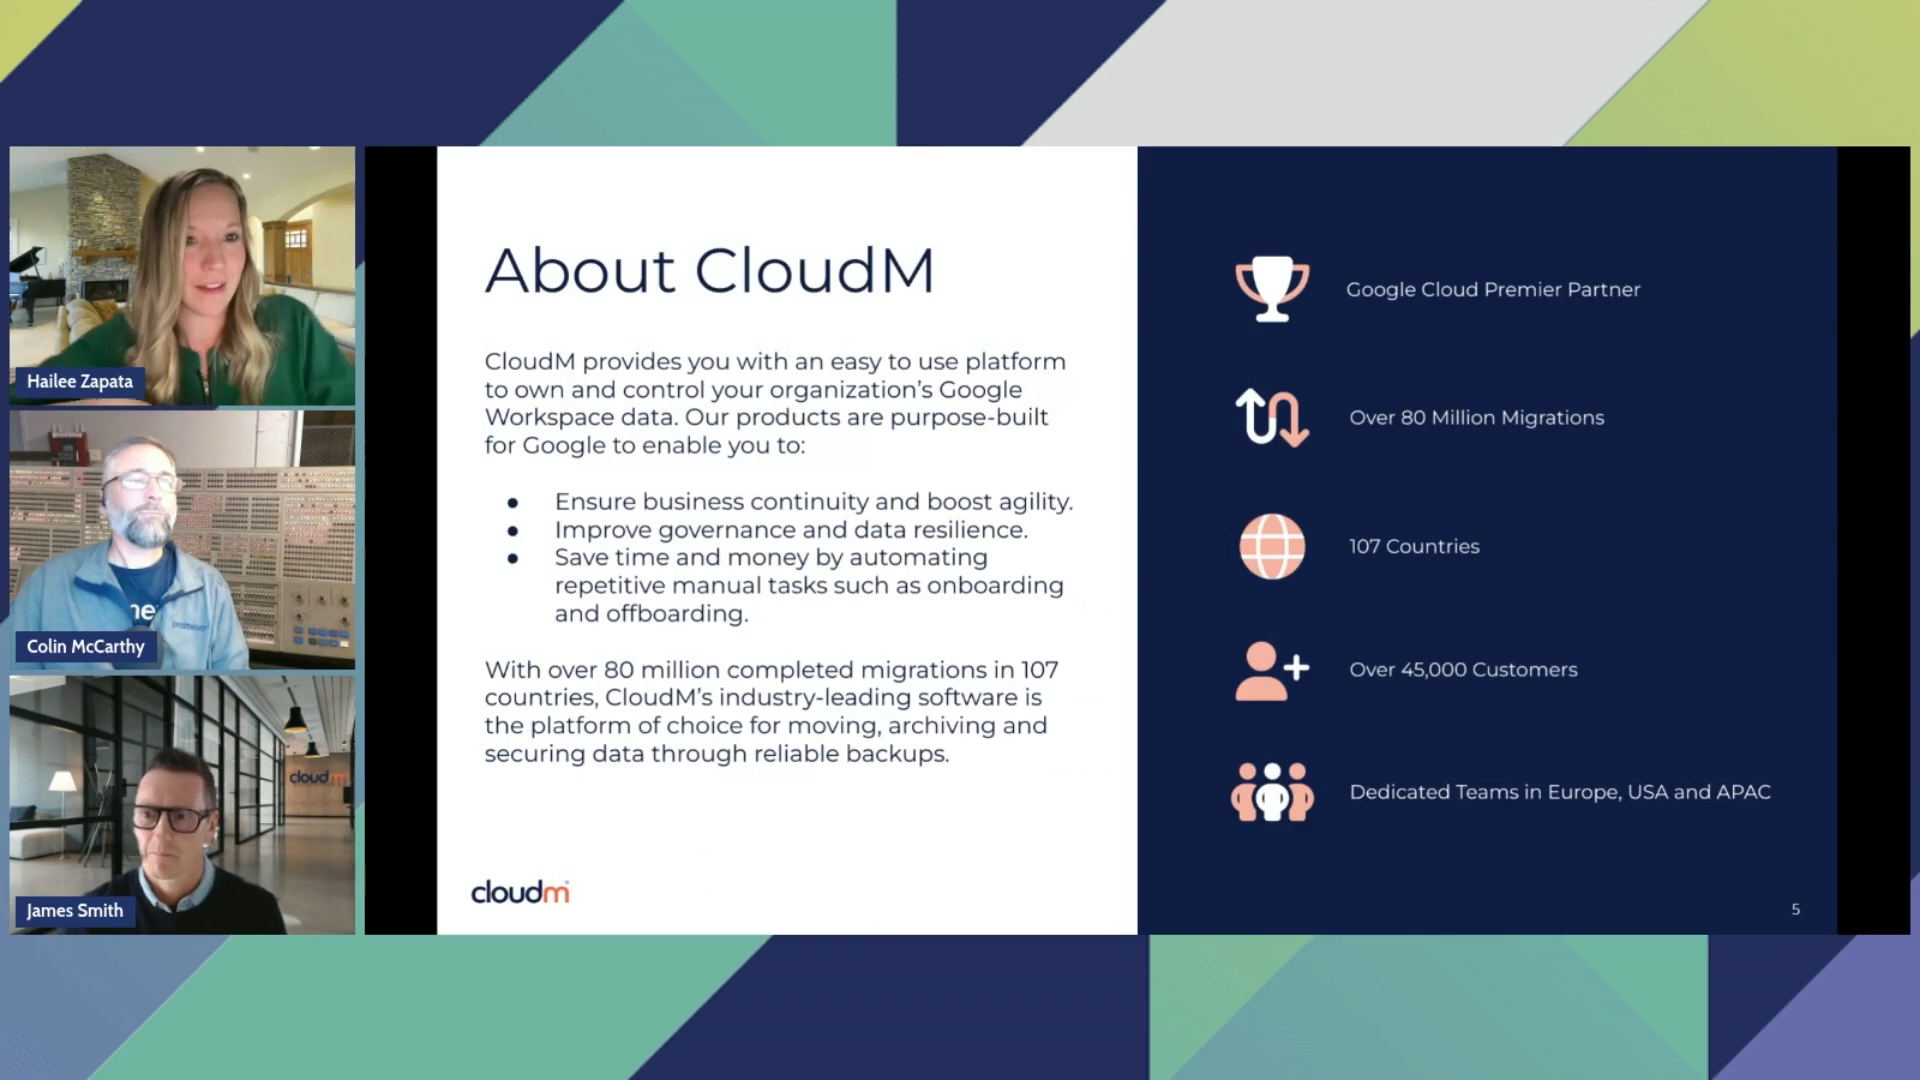 Hailee Zapata
ne
promevo
Colin McCarthy
cloudm
James Smith
About CloudM
CloudM provides you with an easy to use platform
to own and control your organization's Google
Workspace data. Our products are purpose-built
for Google to enable you to:
● Ensure business continuity and boost agility.
● Improve governance and data resilience.
● Save time and money by automating
repetitive manual tasks such as onboarding
and offboarding.
With over 80 million completed migrations in 107
countries, CloudM's industry-leading software is
the platform of choice for moving, archiving and
securing data through reliable backups.
cloudm
Google Cloud Premier Partner
Over 80 Million Migrations
107 Countries
Over 45,000 Customers
Dedicated Teams in Europe, USA and APAC
5